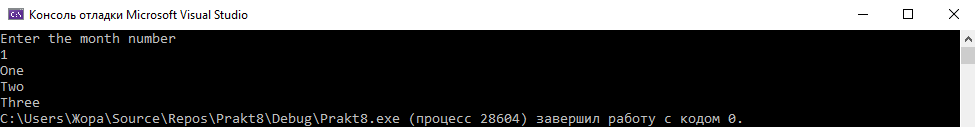 Консоль отладки Microsoft Visual Studio
Enter the month number
1
One
Two
Three
C:\Users\Жора\Source\Repos\Prakt8\Debug\Prakt8.exe (процесс 28604) завершил работу с кодом 0.